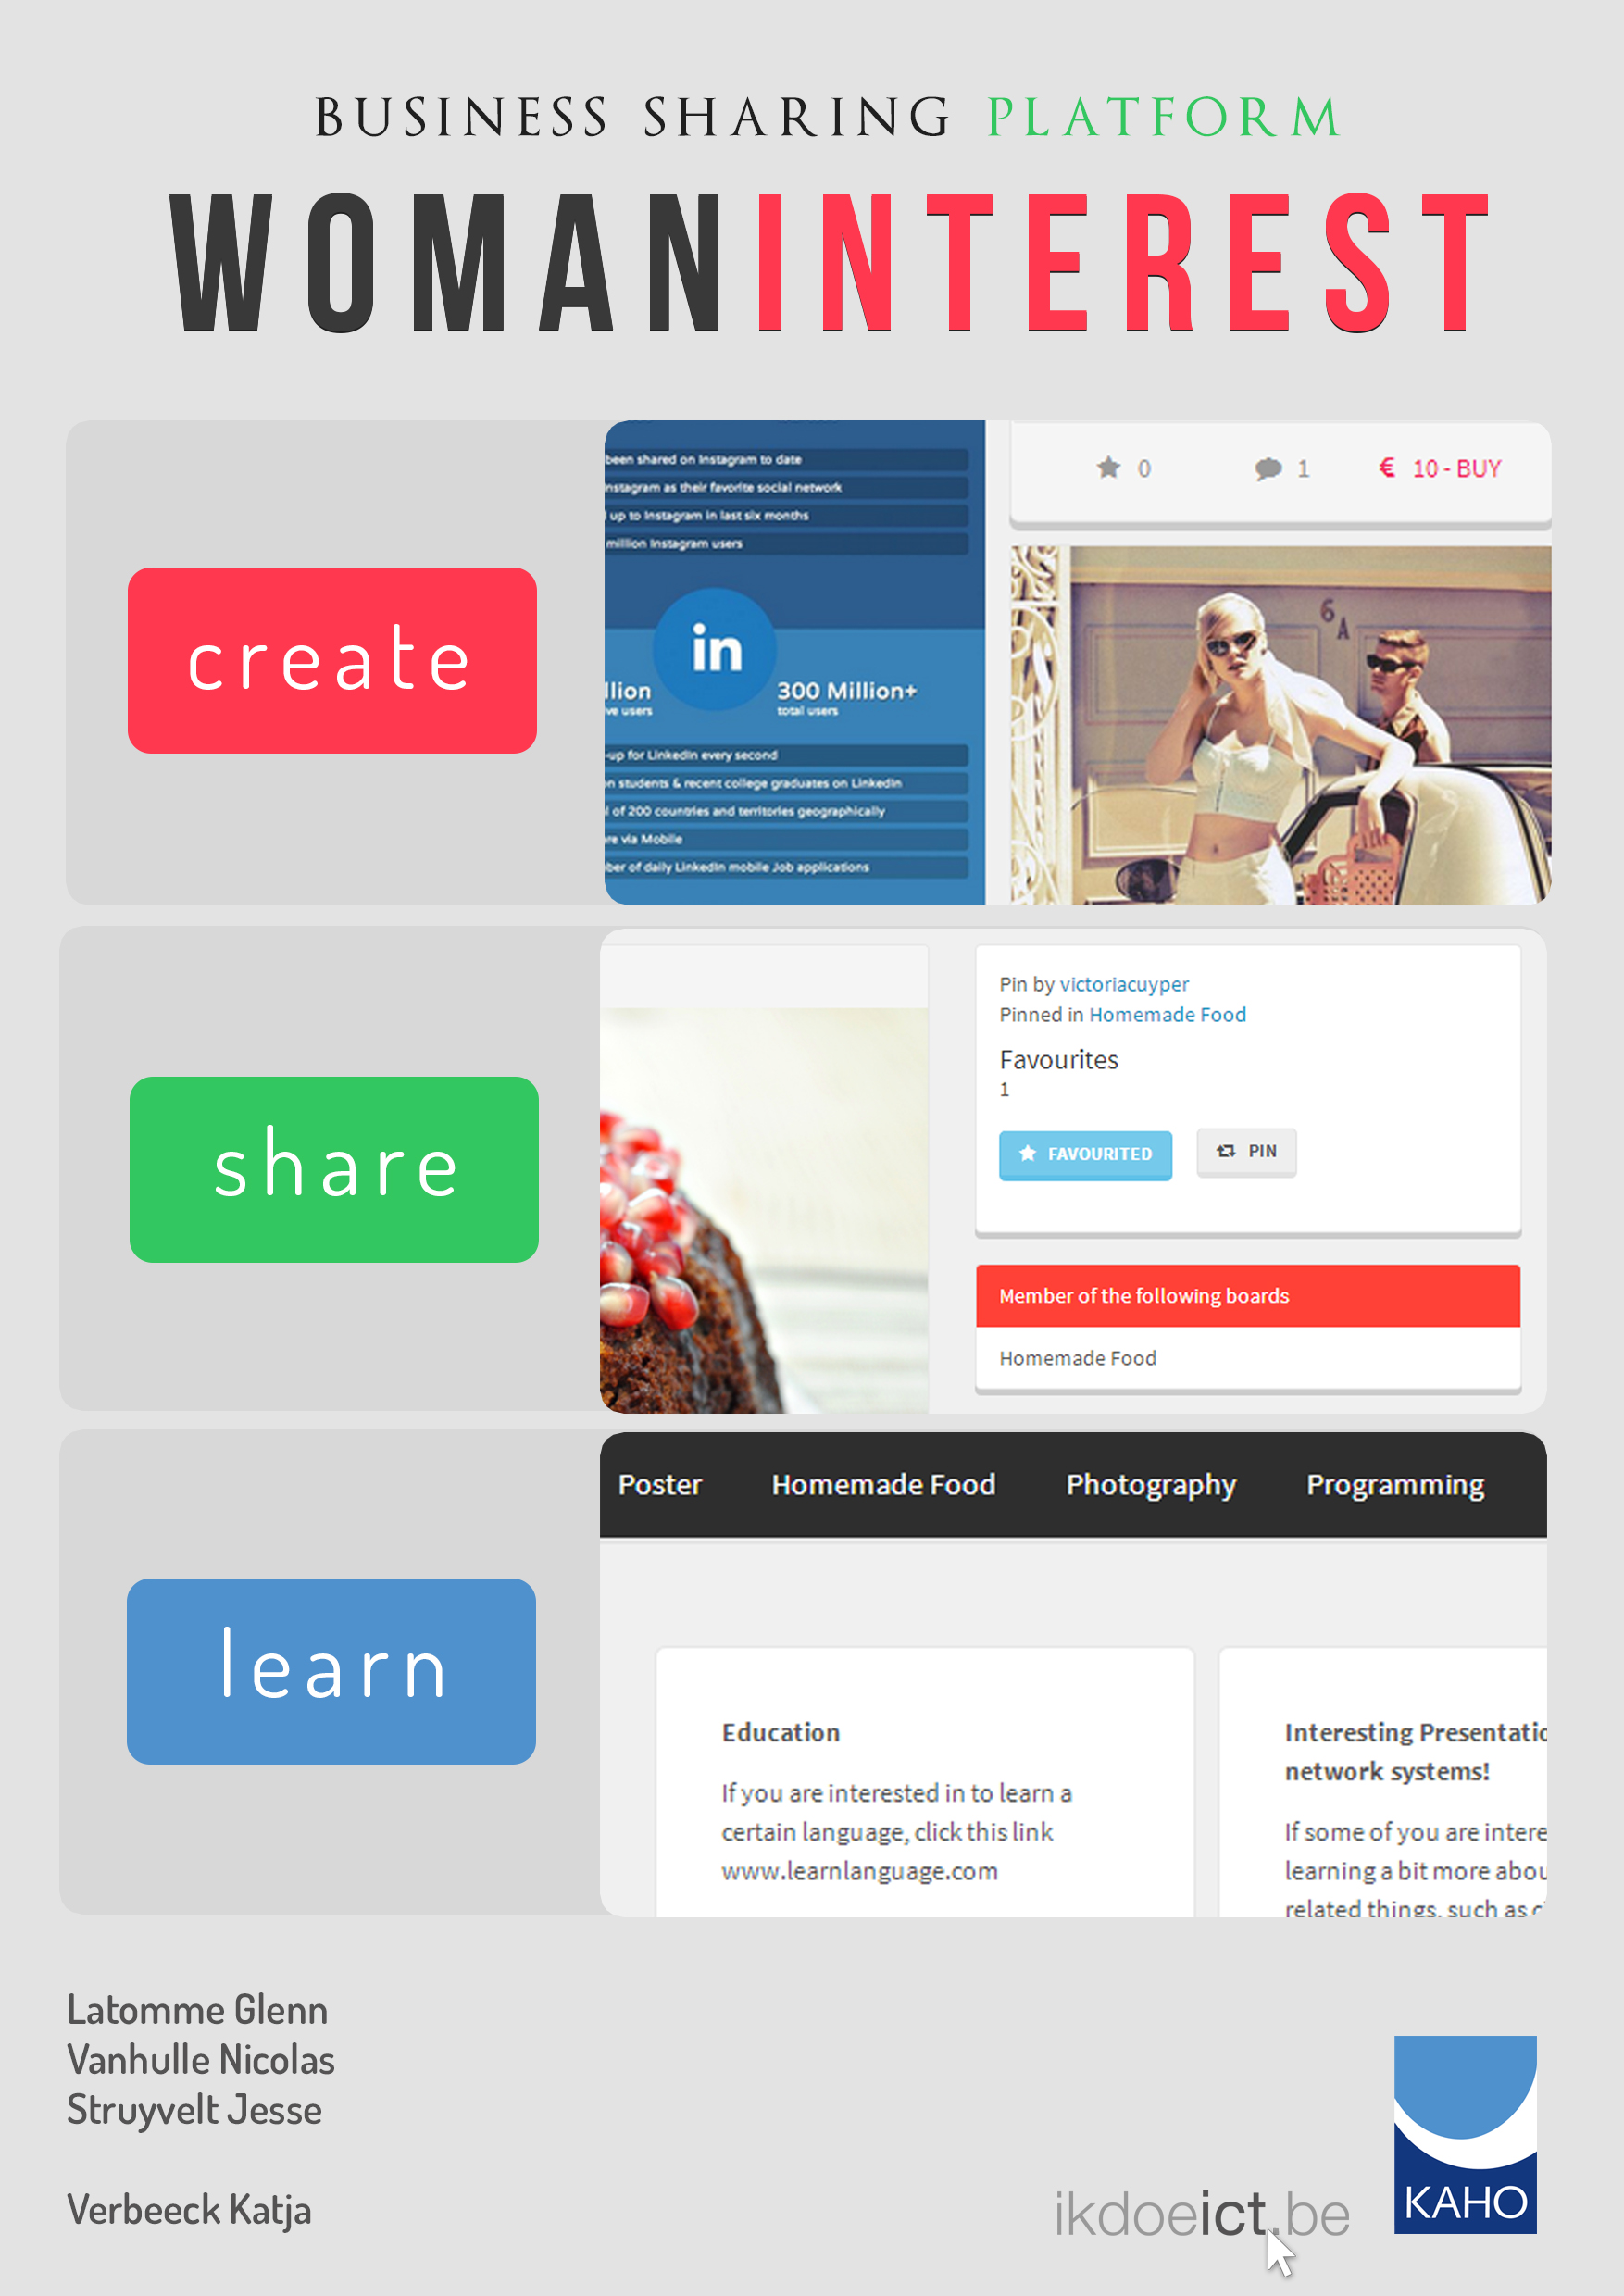 BUSINESS SHARING PLATFORM
WOMANINTEREST
create
been shared on Instagram to date
Instagram as their favorite social network
up to Instagram in last six months
million Instagram users
in
llion
ve users
300 Million+
total users
-up for LinkedIn every second
n students & recent college graduates on LinkedIn
l of 200 countries and territories geographically
re via Mobile
ber of daily LinkedIn mobile Job applications
0
1
€ 10 - BUY
6
A
share
Pin by victoriacuyper
Pinned in Homemade Food
Favourites
1
FAVOURITED
PIN
Member of the following boards
Homemade Food
learn
Poster Homemade Food Photography Programming
Education
If you are interested in to learn a
certain language, click this link
www.learnlanguage.com
Interesting Presentatio
network systems!
If some of you are intere
learning a bit more abou
related things, such as c
Latomme Glenn
Vanhulle Nicolas
Struyvelt Jesse
Verbeeck Katja
ikdoeict.be
KAHO